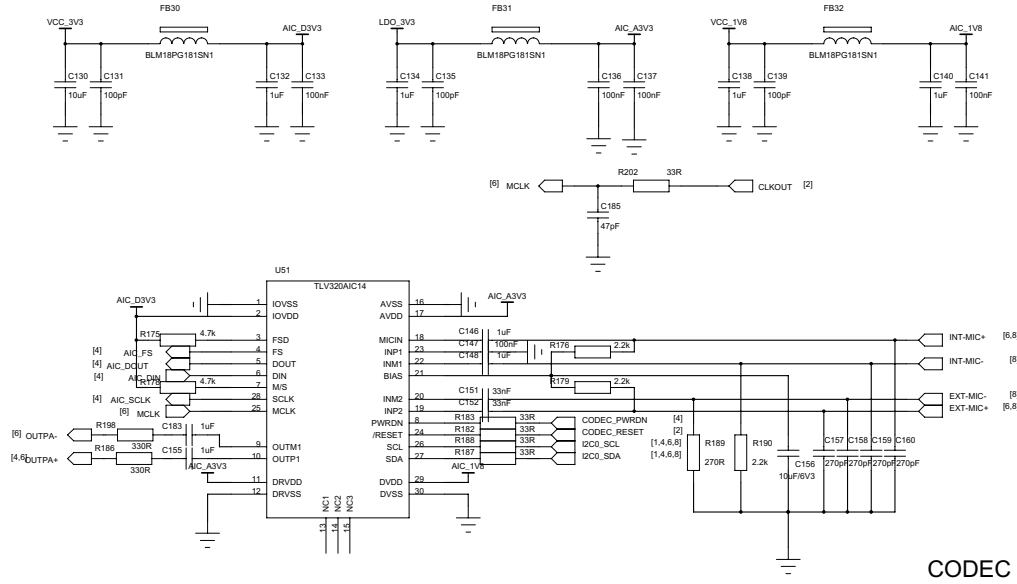 FB30 FB31 FB32
VCC_3V3 AIC_D3V3 LDO_3V3 AIC_A3V3 VCC_1V8 AIC_1V8
BLM18PG181SN1 BLM18PG181SN1 BLM18PG181SN1
C130 C131 C132 C133 C134 C135 C136 C137 C138 C139 C140 C141
10uF 100pF 1uF 100nF 1uF 100pF 100nF 100nF 1uF 100pF 1uF 100nF
R202 33R
[6] MCLK CLKOUT [2]
C185
47pF
U51
TLV320AIC14
AIC_D3V3 AIC_A3V3
1 IOVSS AVSS 16
2 IOVDD AVDD 17
R175 4.7k 3 FSD MICIN 18 C146 1uF R176 2.2k INT-MIC+ [6,8]
[4] AIC_FS 4 FS INP1 23 C147 100nF
[4] AIC_DOUT 5 DOUT INM1 22 C148 1uF INT-MIC- [8]
[4] AIC_DIN 6 DIN BIAS 21
R178 4.7k 7 M/S R179 2.2k
[4] AIC_SCLK 28 SCLK INM2 20 C151 33nF EXT-MIC- [8]
[6] MCLK 25 MCLK INP2 19 C152 33nF EXT-MIC+ [6,8]
PWRDN 8 R183 33R CODEC_PWRDN [4]
/RESET 24 R182 33R CODEC_RESET [2]
[6] OUTPA- R198 330R C183 1uF 9 OUTM1 SCL 26 R188 33R I2C0_SCL [1,4,6,8]
[4,6] OUTPA+ R186 330R C155 1uF 10 OUTP1 SDA 27 R187 33R I2C0_SDA [1,4,6,8]
AIC_A3V3 AIC_1V8
11 DRVDD DVDD 29
12 DRVSS DVSS 30
NC1 NC2 NC3
13 14 15
R189 R190 C156 C157 C158 C159 C160
270R 2.2k 10uF/6V3 270pF 270pF 270pF 270pF
CODEC